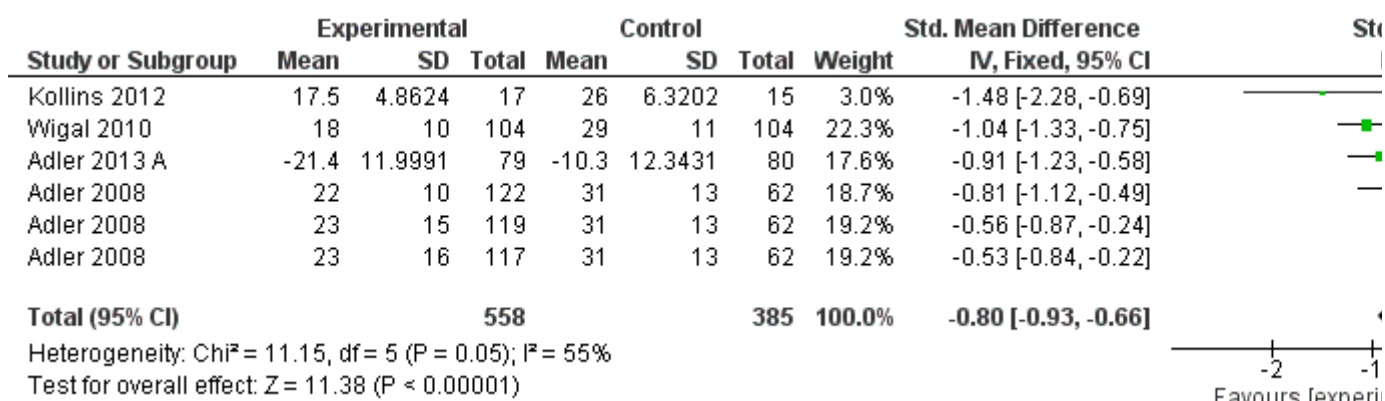 Experimental Control Std. Mean Difference
Study or Subgroup Mean SD Total Mean SD Total Weight IV, Fixed, 95% CI
Kollins 2012 17.5 4.8624 17 26 6.3202 15 3.0% -1.48 [-2.28, -0.69]
Wigal 2010 18 10 104 29 11 104 22.3% -1.04 [-1.33, -0.75]
Adler 2013 A -21.4 11.9991 79 -10.3 12.3431 80 17.6% -0.91 [-1.23, -0.58]
Adler 2008 22 10 122 31 13 62 18.7% -0.81 [-1.12, -0.49]
Adler 2008 23 15 119 31 13 62 19.2% -0.56 [-0.87, -0.24]
Adler 2008 23 16 117 31 13 62 19.2% -0.53 [-0.84, -0.22]
Total (95% CI) 558 385 100.0% -0.80 [-0.93, -0.66]
Heterogeneity: Chi² = 11.15, df = 5 (P = 0.05); I² = 55%
Test for overall effect: Z = 11.38 (P < 0.00001)
-2 -1
Favours